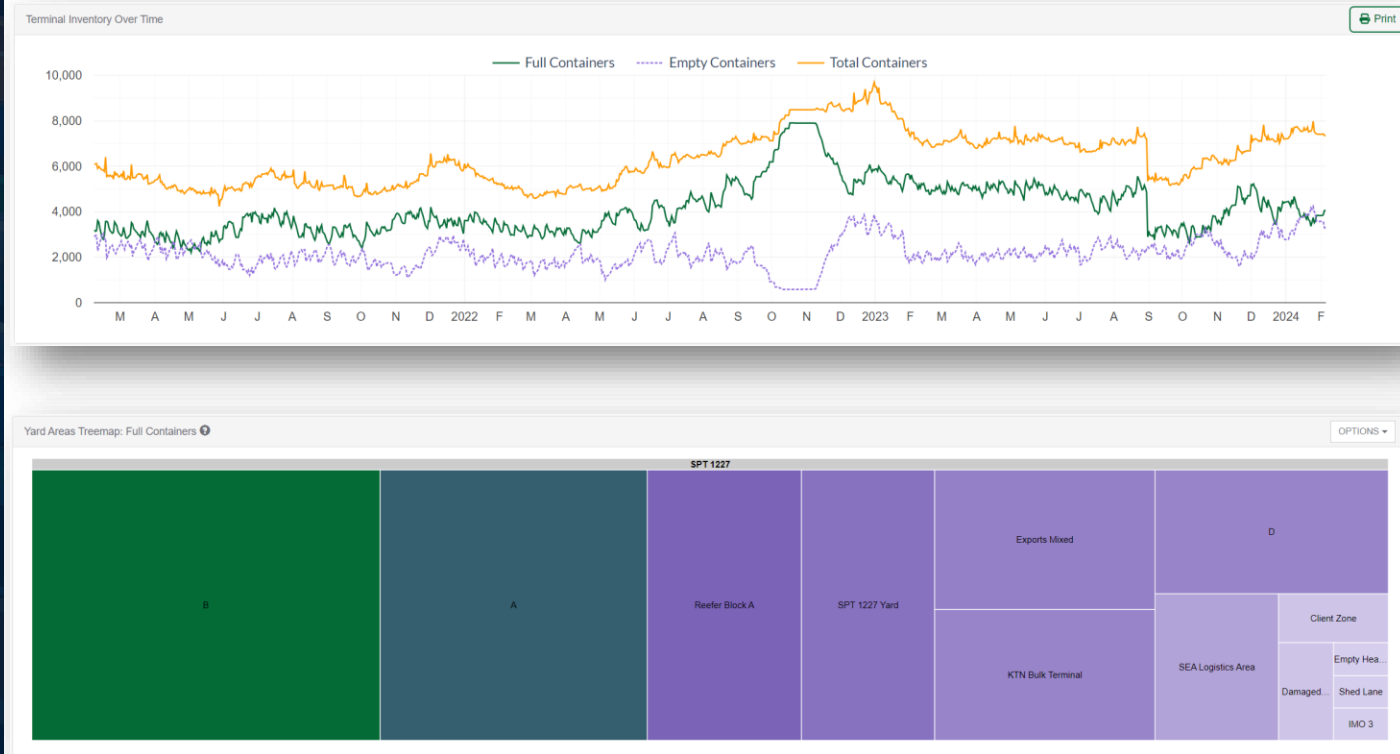 Terminal Inventory Over Time
Print
Full Containers Empty Containers Total Containers
10,000
8,000
6,000
4,000
2,000
0
M A M J J A S O N D 2022 F M A M J J A S O N D 2023 F M A M J J A S O N D 2024 F
Yard Areas Treemap: Full Containers ?
OPTIONS
SPT 1227
B
A
Reefer Block A
SPT 1227 Yard
Exports Mixed
KTN Bulk Terminal
D
SEA Logistics Area
Client Zone
Damaged...
Empty Hea...
Shed Lane
IMO 3